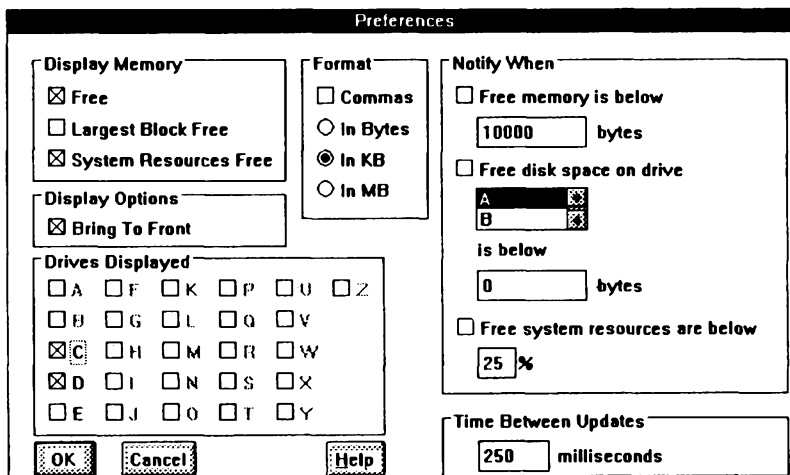 Preferences
Display Memory
Free
Largest Block Free
System Resources Free
Display Options
Bring To Front
Format
Commas
In Bytes
In KB
In MB
Notify When
Free memory is below
10000 bytes
Free disk space on drive
A
B
is below
0 bytes
Free system resources are below
25 %
Drives Displayed
A F K P U Z
B G L Q V
C H M R W
D I N S X
E J O T Y
Time Between Updates
250 milliseconds
OK Cancel Help